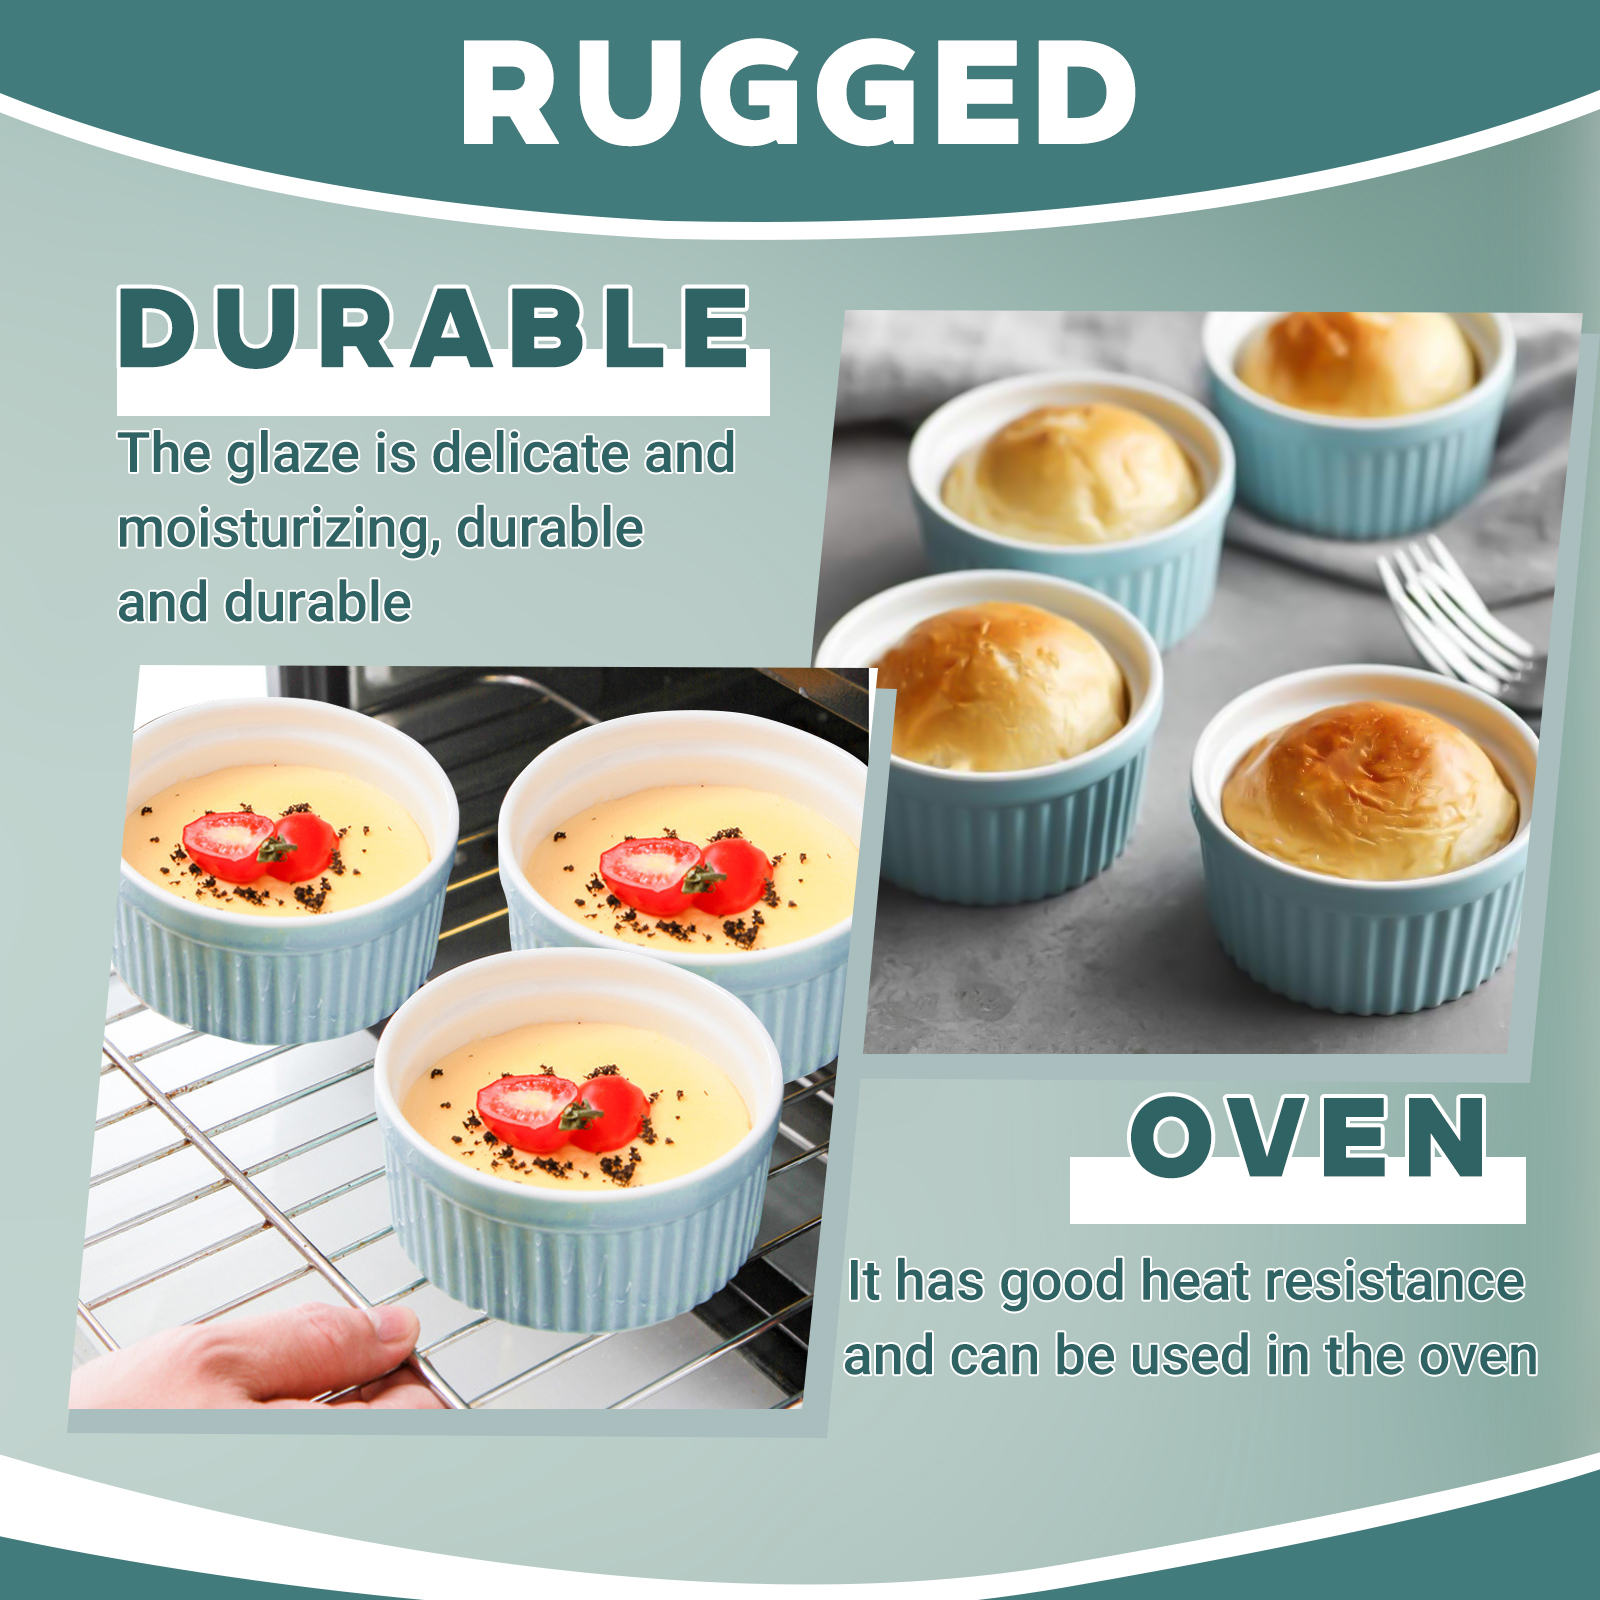 RUGGED
DURABLE
The glaze is delicate and
moisturizing, durable
and durable
OVEN
It has good heat resistance
and can be used in the oven